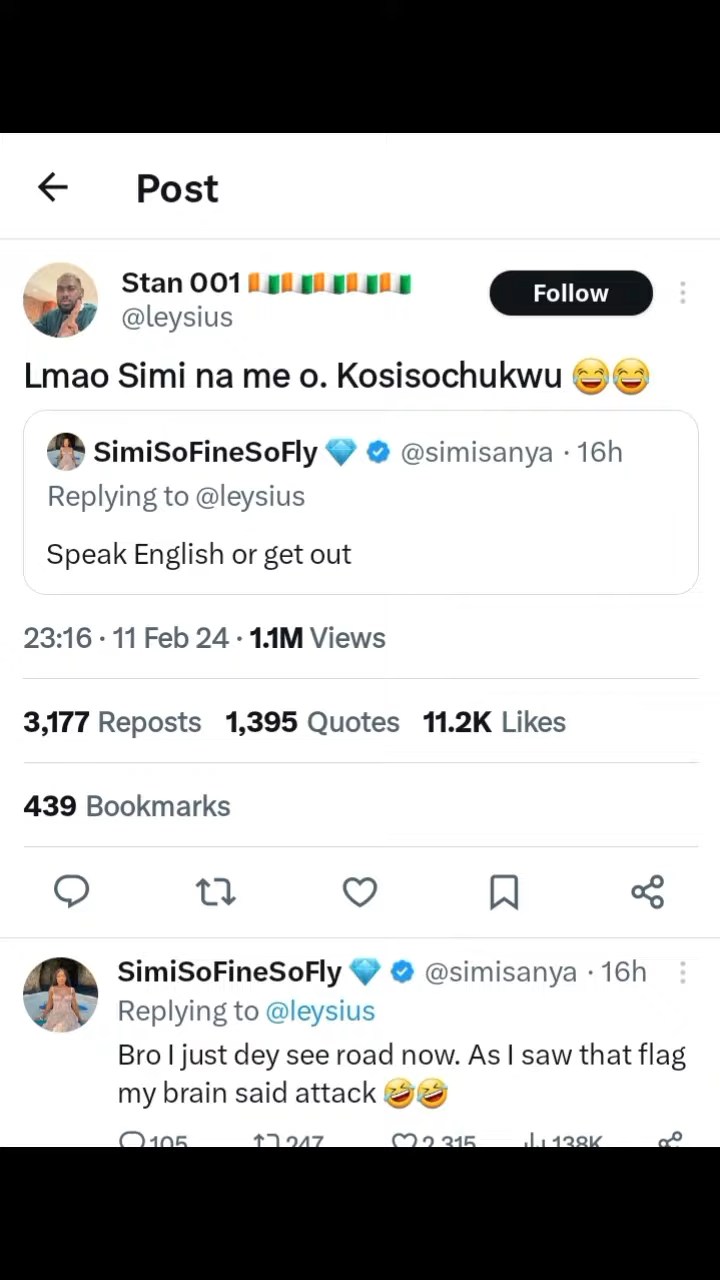 Post
Stan 001 🇨🇮🇨🇮🇨🇮🇨🇮🇨🇮
Follow
@leysius
Lmao Simi na me o. Kosisochukwu 😂😂
SimiSoFineSoFly 💎 @simisanya · 16h
Replying to @leysius
Speak English or get out
23:16 · 11 Feb 24 · 1.1M Views
3,177 Reposts 1,395 Quotes 11.2K Likes
439 Bookmarks
SimiSoFineSoFly 💎 @simisanya · 16h
Replying to @leysius
Bro I just dey see road now. As I saw that flag
my brain said attack 🤣🤣
105 247 2,315 138K